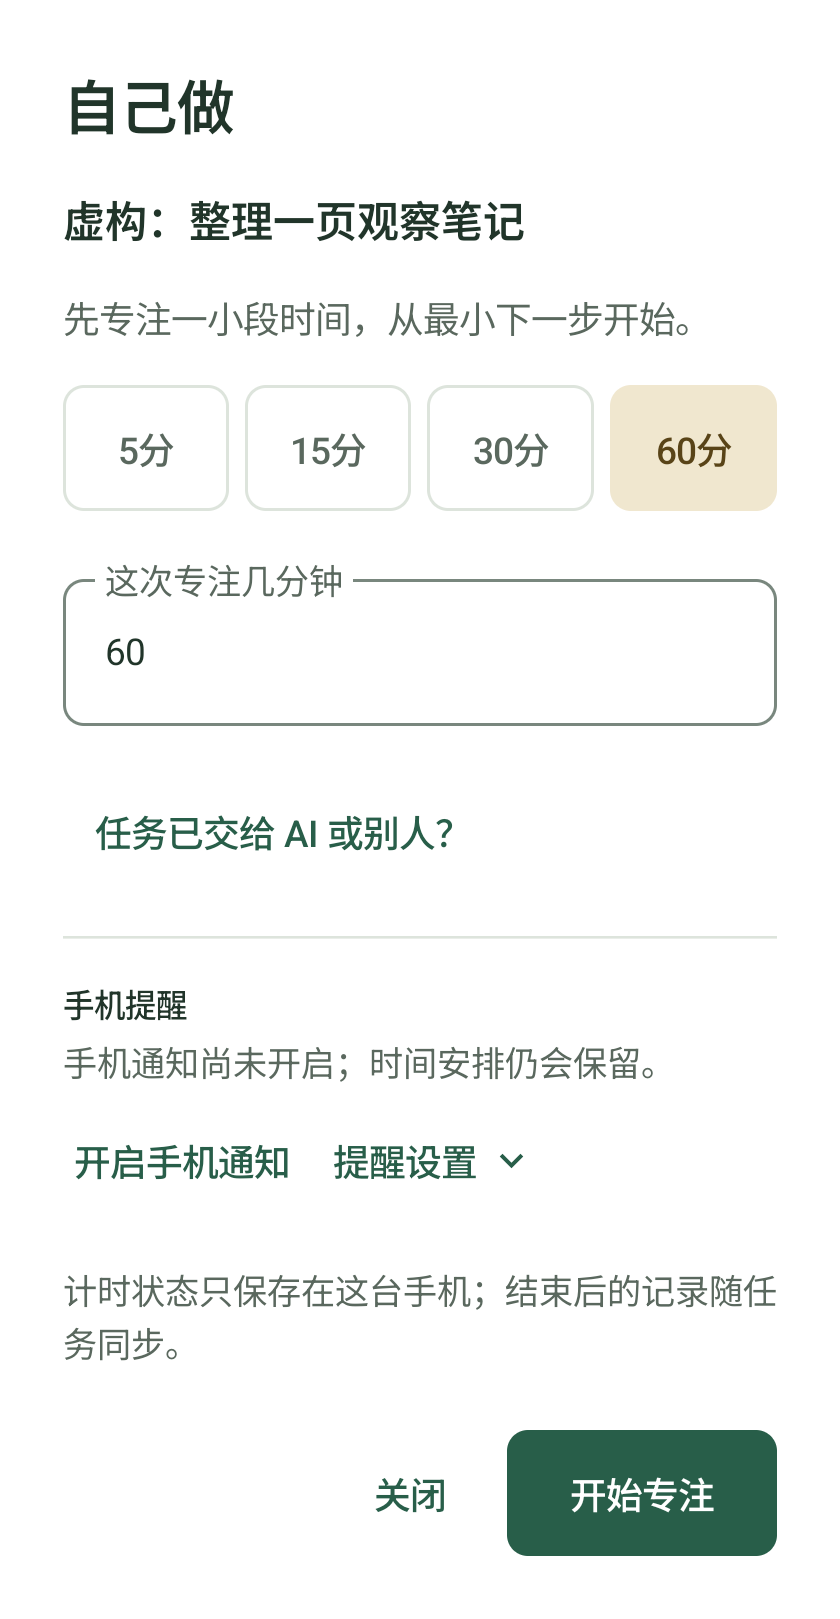 自己做
虚构：整理一页观察笔记
先专注一小段时间，从最小下一步开始。
5分 15分 30分 60分
这次专注几分钟
60
任务已交给 AI 或别人？
手机提醒
手机通知尚未开启；时间安排仍会保留。
开启手机通知 提醒设置
计时状态只保存在这台手机；结束后的记录随任
务同步。
关闭 开始专注